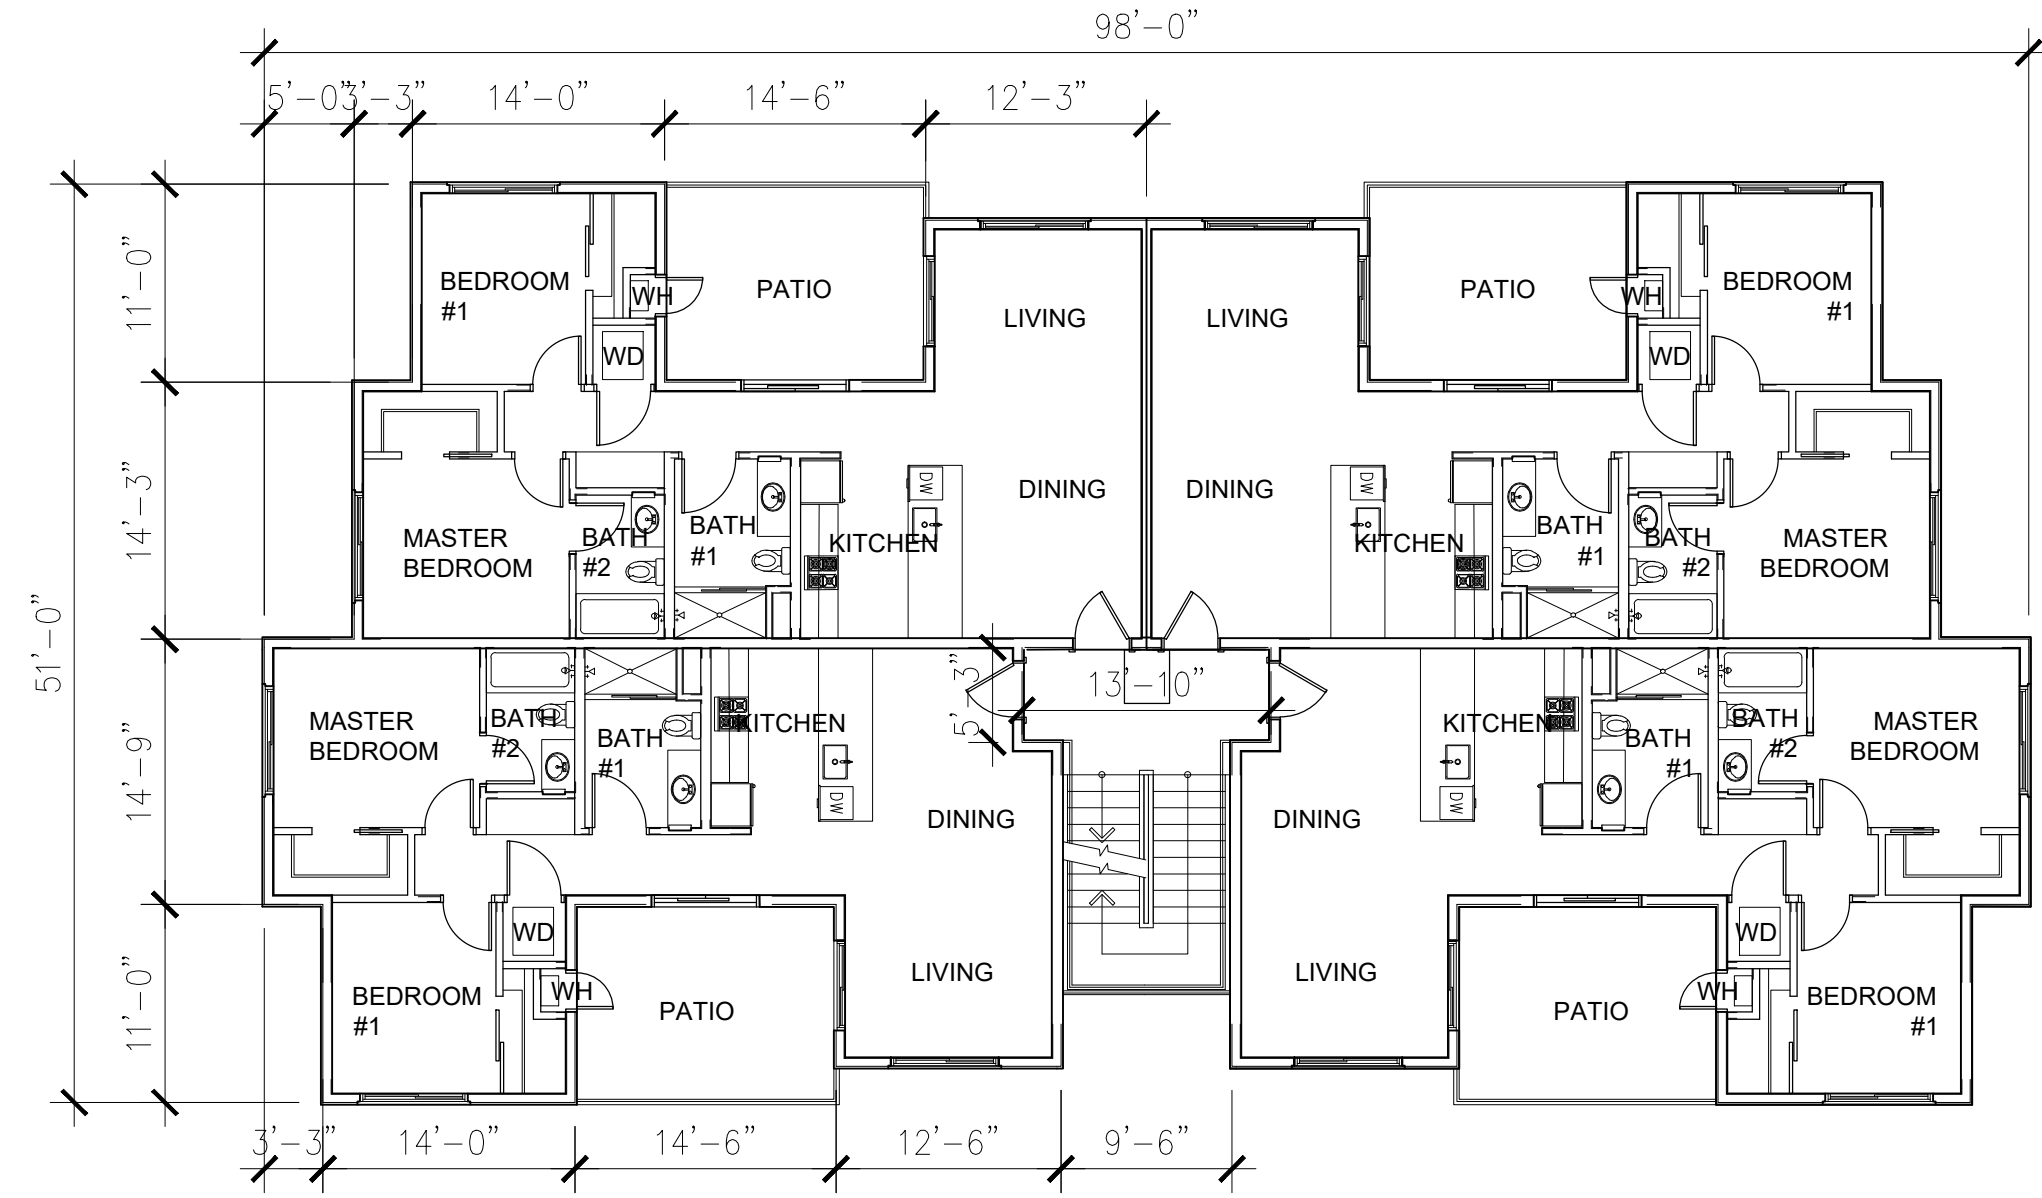 98’-0”
5’-0”
3’-3”
14’-0”
14’-6”
12’-3”
51’-0”
11’-0”
14’-3”
14’-9”
11’-0”
BEDROOM
#1
WH
WD
PATIO
LIVING
LIVING
PATIO
WH
WD
BEDROOM
#1
MASTER
BEDROOM
BATH
#2
BATH
#1
DW
KITCHEN
DINING
DINING
DW
KITCHEN
BATH
#1
BATH
#2
MASTER
BEDROOM
MASTER
BEDROOM
BATH
#2
BATH
#1
KITCHEN
DW
DINING
5’-3”
13’-10”
KITCHEN
DW
DINING
BATH
#1
BATH
#2
MASTER
BEDROOM
WD
WH
BEDROOM
#1
PATIO
LIVING
LIVING
PATIO
WD
WH
BEDROOM
#1
3’-3”
14’-0”
14’-6”
12’-6”
9’-6”